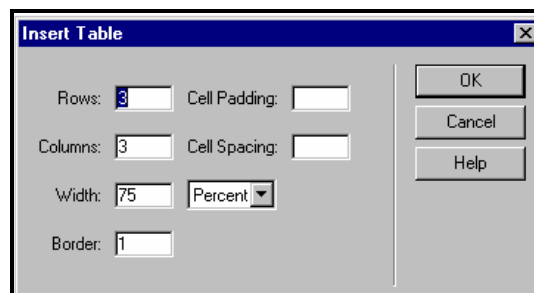 Insert Table
Rows: 3 Cell Padding: OK
Columns: 3 Cell Spacing: Cancel
Width: 75 Percent Help
Border: 1